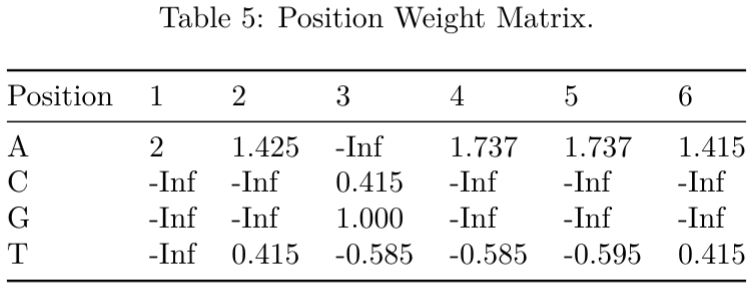 Table 5: Position Weight Matrix.
Position 1 2 3 4 5 6
A 2 1.425 -Inf 1.737 1.737 1.415
C -Inf -Inf 0.415 -Inf -Inf -Inf
G -Inf -Inf 1.000 -Inf -Inf -Inf
T -Inf 0.415 -0.585 -0.585 -0.595 0.415